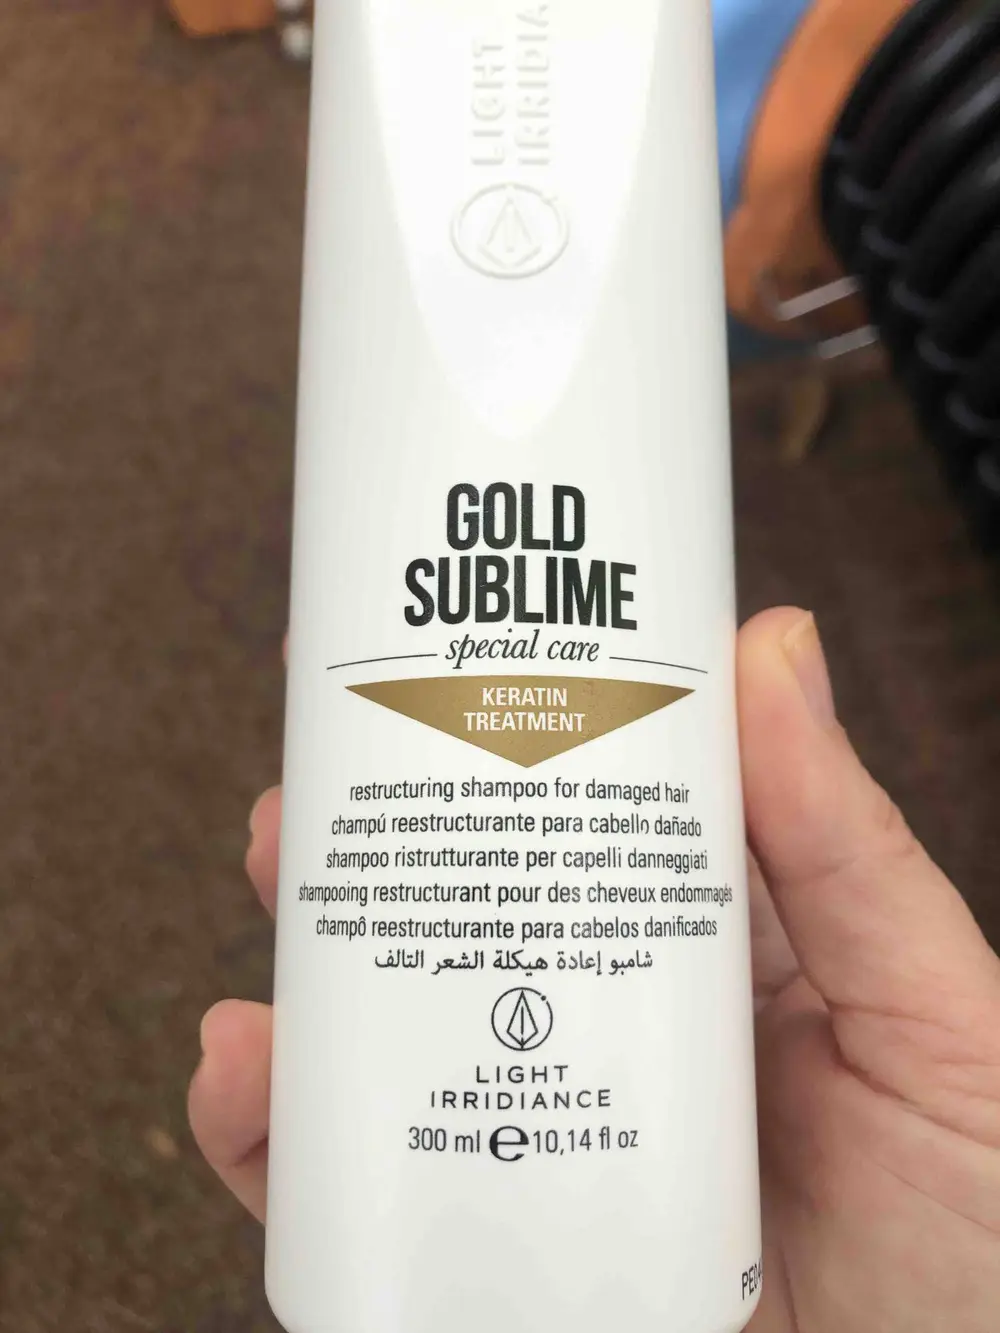 LIGHT
IRRIDIA
GOLD
SUBLIME
special care
KERATIN
TREATMENT
restructuring shampoo for damaged hair
champú reestructurante para cabello dañado
shampoo ristrutturante per capelli danneggiati
shampooing restructurant pour des cheveux endommagés
champô reestructurante para cabelos danificados
شامبو إعادة هيكلة الشعر التالف
LIGHT
IRRIDIANCE
300 ml e 10,14 fl oz